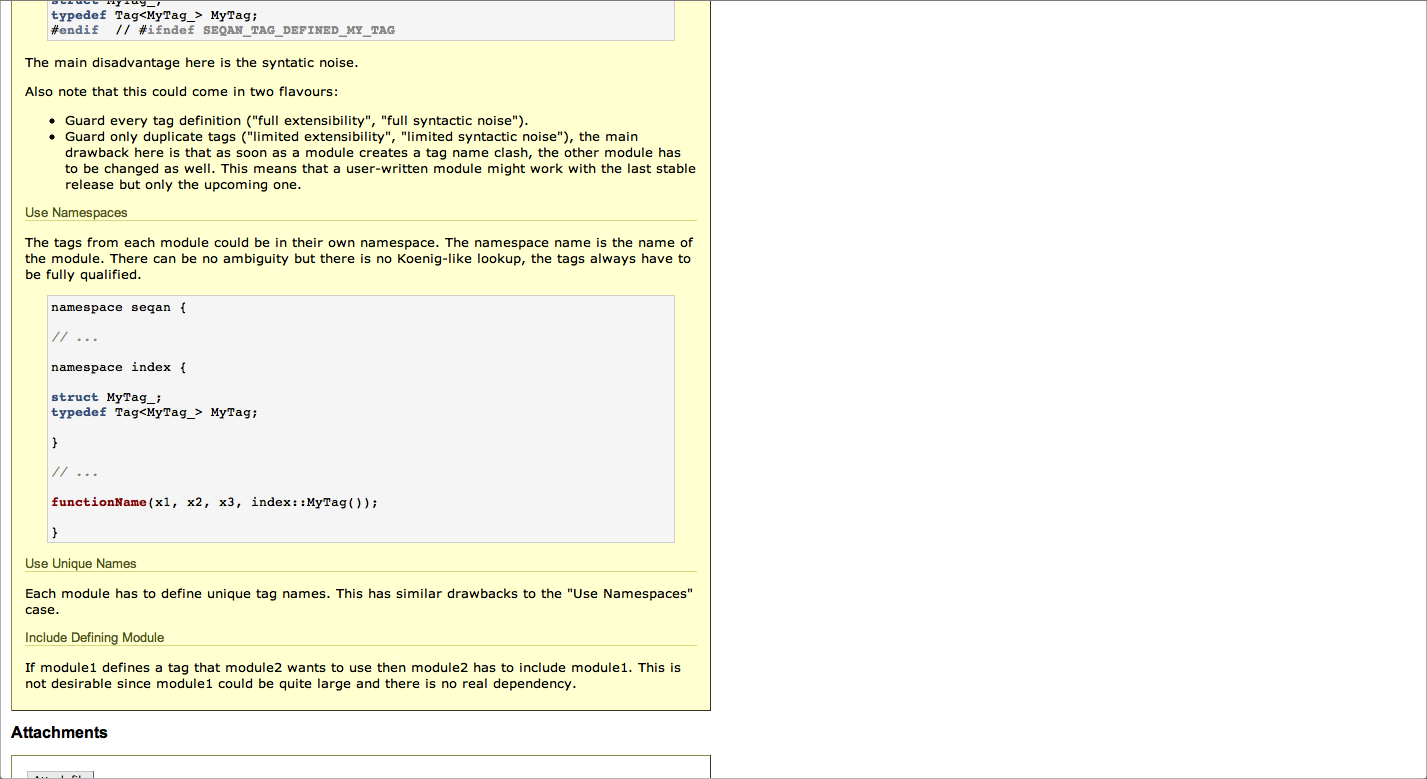 struct MyTag_;
typedef Tag<MyTag_> MyTag;
#endif  // #ifndef SEQAN_TAG_DEFINED_MY_TAG
The main disadvantage here is the syntatic noise.
Also note that this could come in two flavours:
• Guard every tag definition ("full extensibility", "full syntactic noise").
• Guard only duplicate tags ("limited extensibility", "limited syntactic noise"), the main
drawback here is that as soon as a module creates a tag name clash, the other module has
to be changed as well. This means that a user-written module might work with the last stable
release but only the upcoming one.
Use Namespaces
The tags from each module could be in their own namespace. The namespace name is the name of
the module. There can be no ambiguity but there is no Koenig-like lookup, the tags always have to
be fully qualified.
namespace seqan {
// ...
namespace index {
struct MyTag_;
typedef Tag<MyTag_> MyTag;
}
// ...
functionName(x1, x2, x3, index::MyTag());
}
Use Unique Names
Each module has to define unique tag names. This has similar drawbacks to the "Use Namespaces"
case.
Include Defining Module
If module1 defines a tag that module2 wants to use then module2 has to include module1. This is
not desirable since module1 could be quite large and there is no real dependency.
Attachments
Attach file